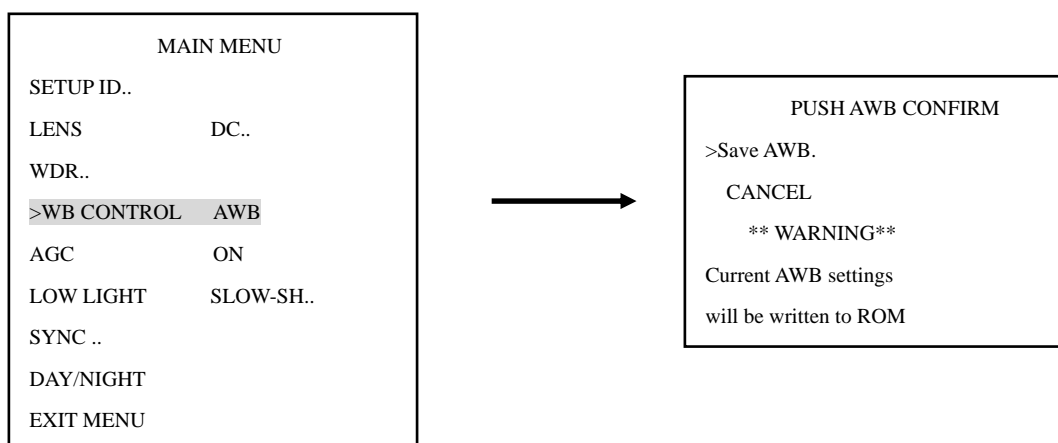 MAIN MENU
SETUP ID..
LENS DC..
WDR..
>WB CONTROL AWB
AGC ON
LOW LIGHT SLOW-SH..
SYNC ..
DAY/NIGHT
EXIT MENU
PUSH AWB CONFIRM
>Save AWB.
CANCEL
** WARNING**
Current AWB settings
will be written to ROM